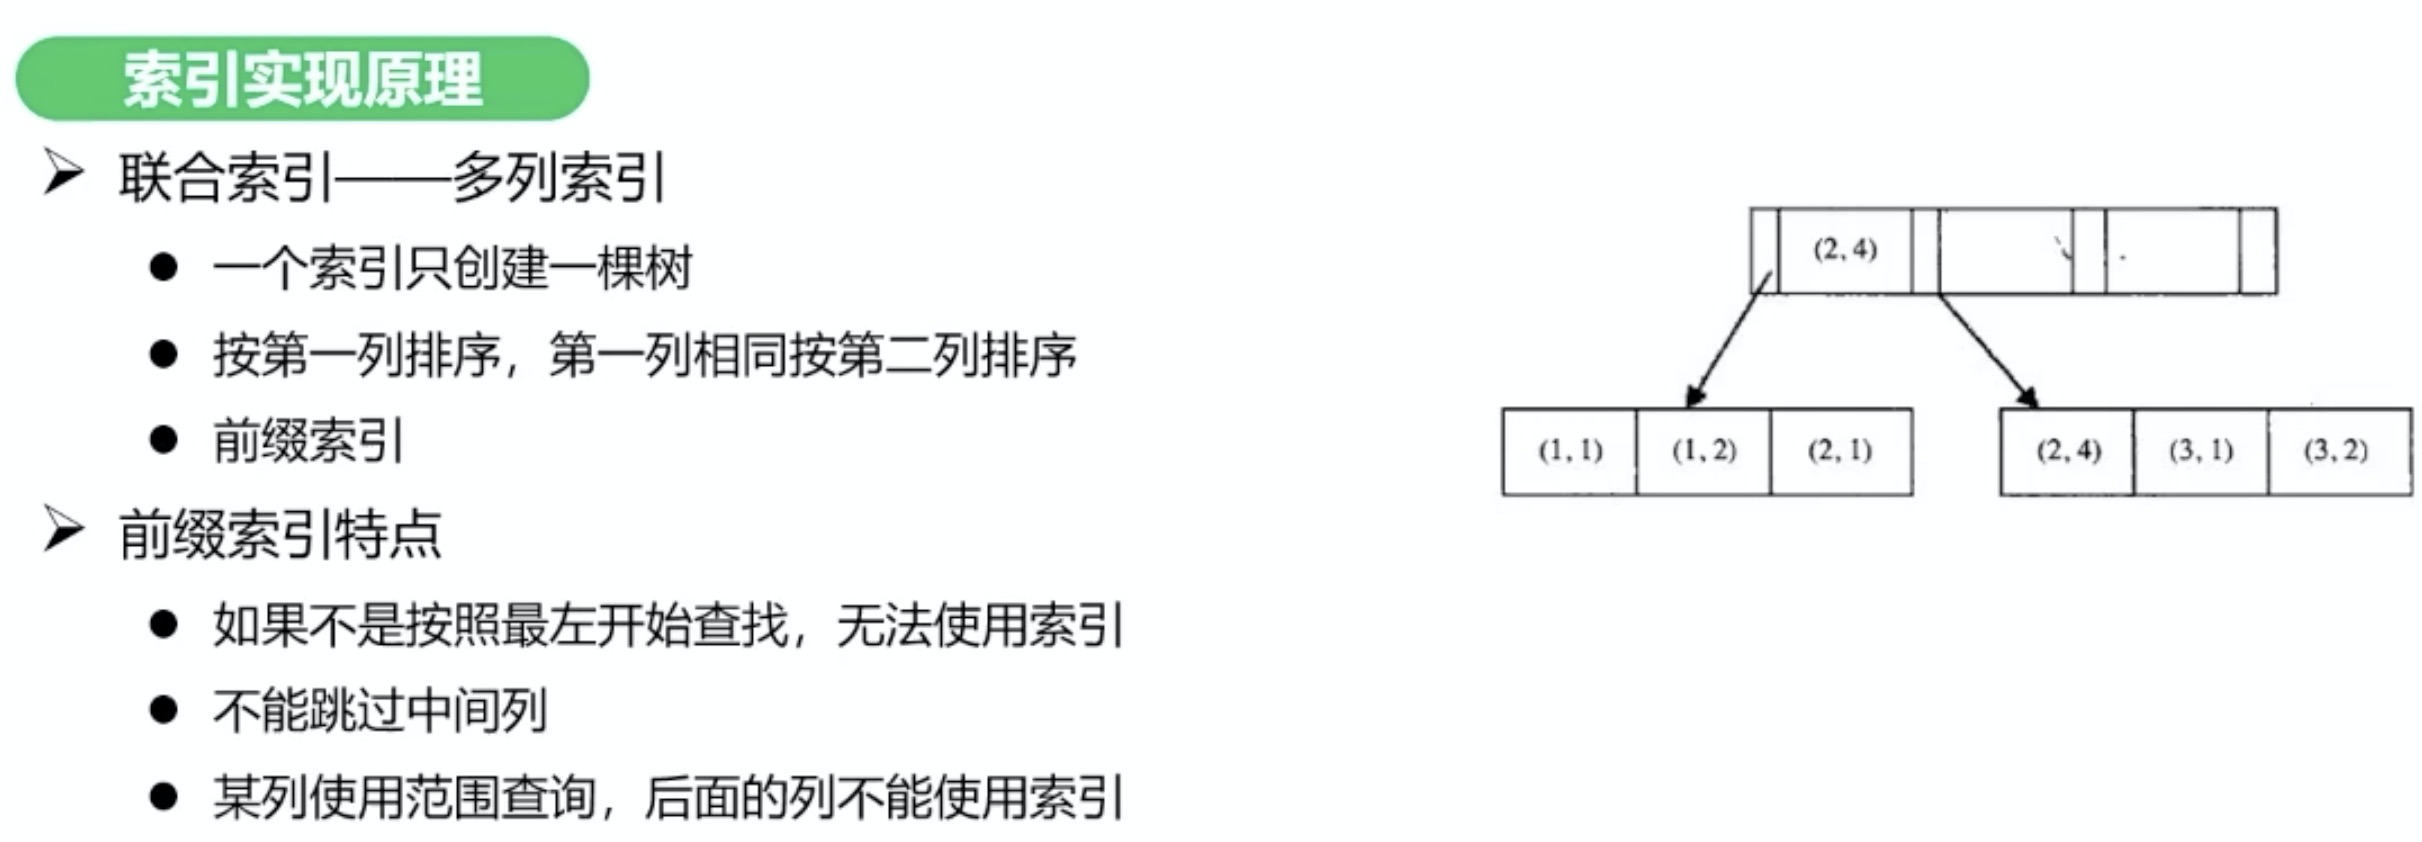 索引实现原理
联合索引——多列索引
一个索引只创建一棵树
按第一列排序，第一列相同按第二列排序
前缀索引
前缀索引特点
如果不是按照最左开始查找，无法使用索引
不能跳过中间列
某列使用范围查询，后面的列不能使用索引
(2, 4)
(1, 1) (1, 2) (2, 1) (2, 4) (3, 1) (3, 2)